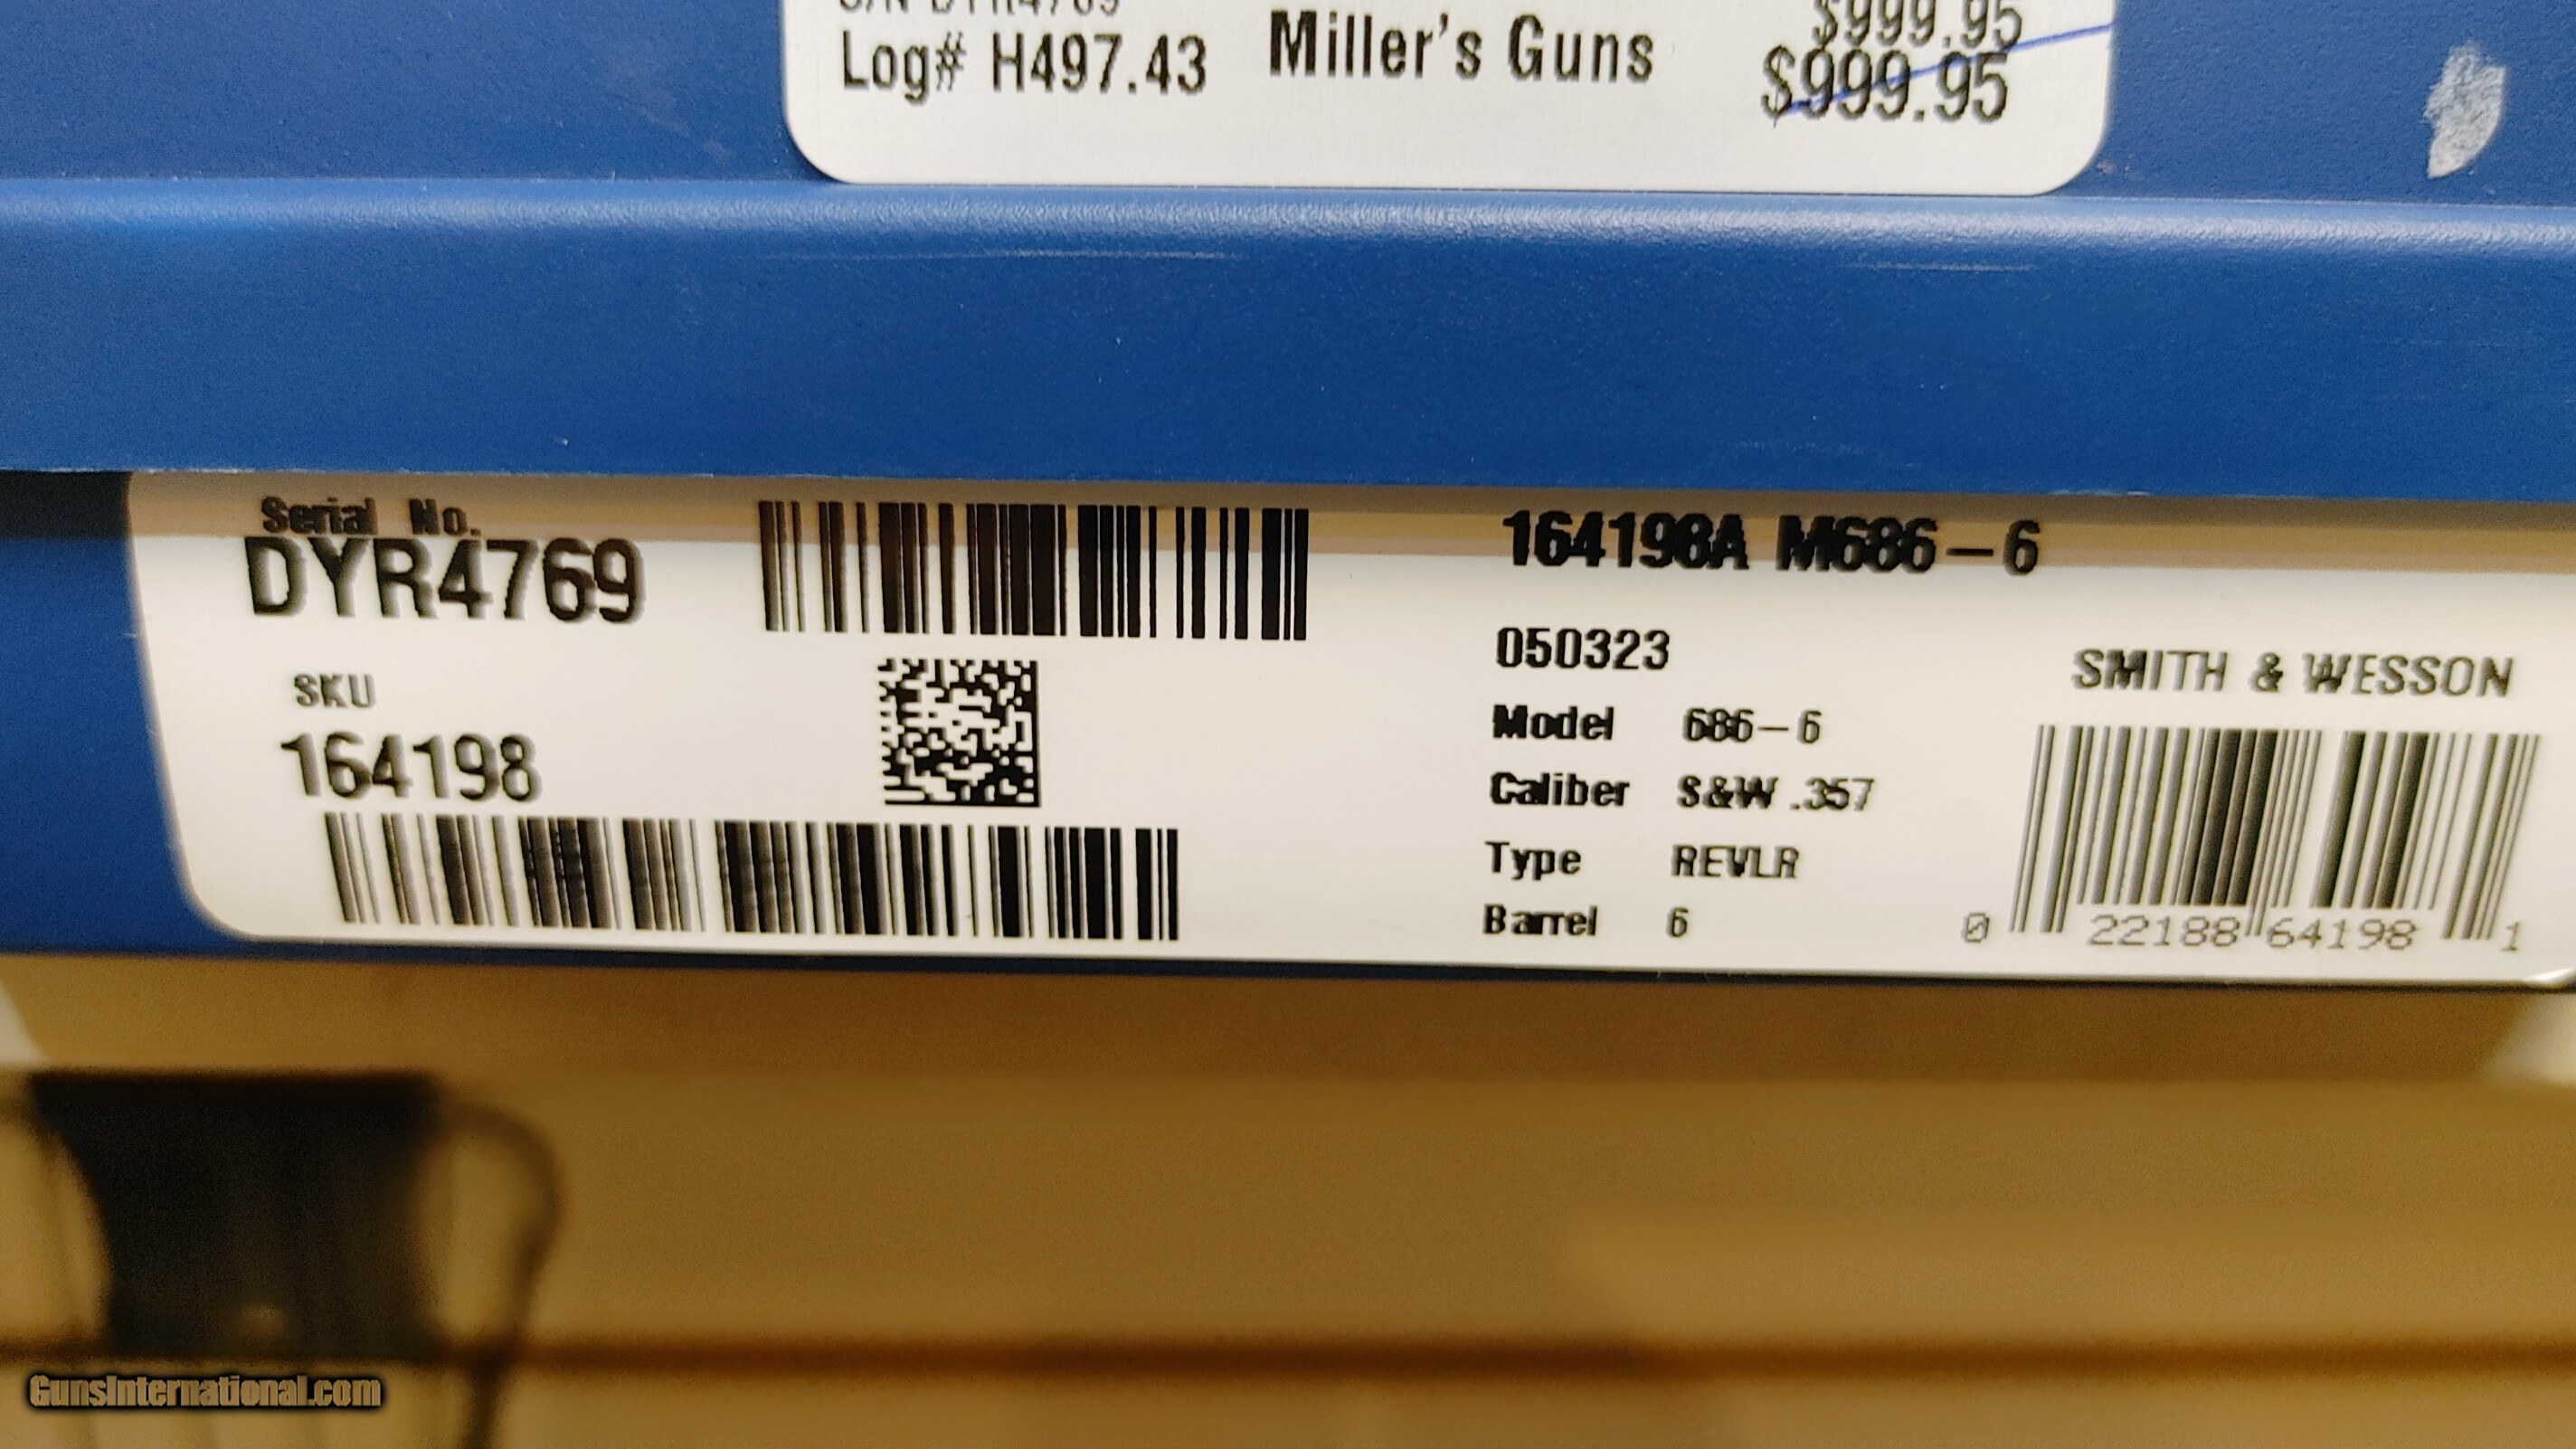 S/N DYR4769
$999.95
Log# H497.43 Miller's Guns $999.95
Serial No.
DYR4769
SKU
164198
164198A M686-6
050323
Model 686-6
Caliber S&W .357
Type REVLR
Barrel 6
SMITH & WESSON
0 22188 64198 1
GunsInternational.com